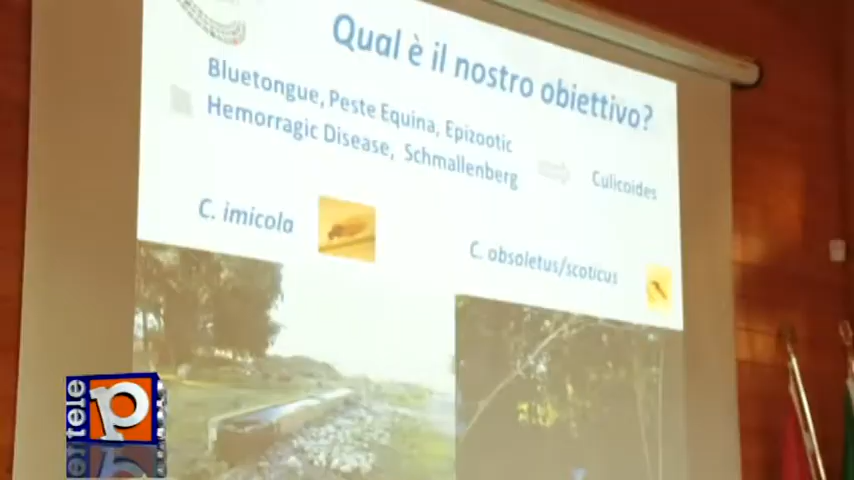 Qual è il nostro obiettivo?
Bluetongue, Peste Equina, Epizootic
Hemorragic Disease, Schmallenberg
Culicoides
C. imicola
C. obsoletus/scoticus
tele
p